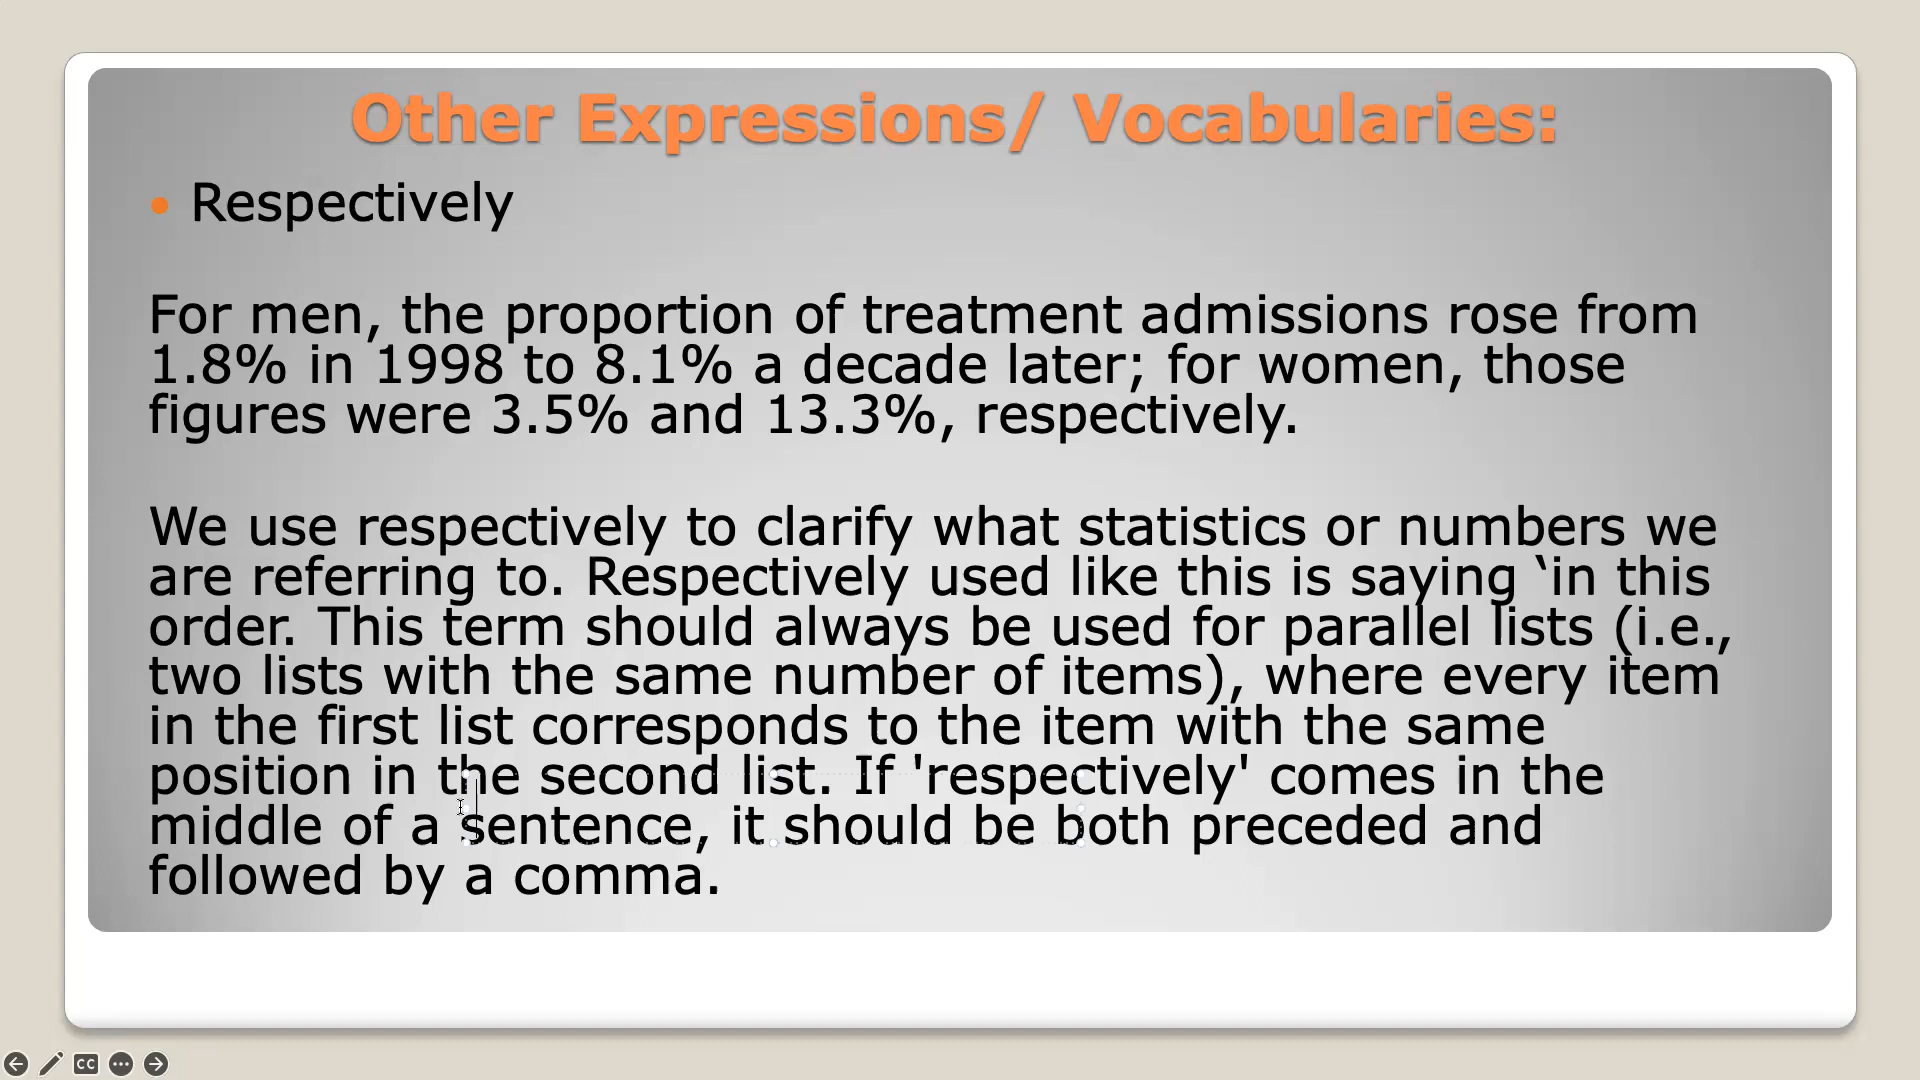 Other Expressions/ Vocabularies:
• Respectively
For men, the proportion of treatment admissions rose from
1.8% in 1998 to 8.1% a decade later; for women, those
figures were 3.5% and 13.3%, respectively.
We use respectively to clarify what statistics or numbers we
are referring to. Respectively used like this is saying ‘in this
order. This term should always be used for parallel lists (i.e.,
two lists with the same number of items), where every item
in the first list corresponds to the item with the same
position in the second list. If 'respectively' comes in the
middle of a sentence, it should be both preceded and
followed by a comma.
CC